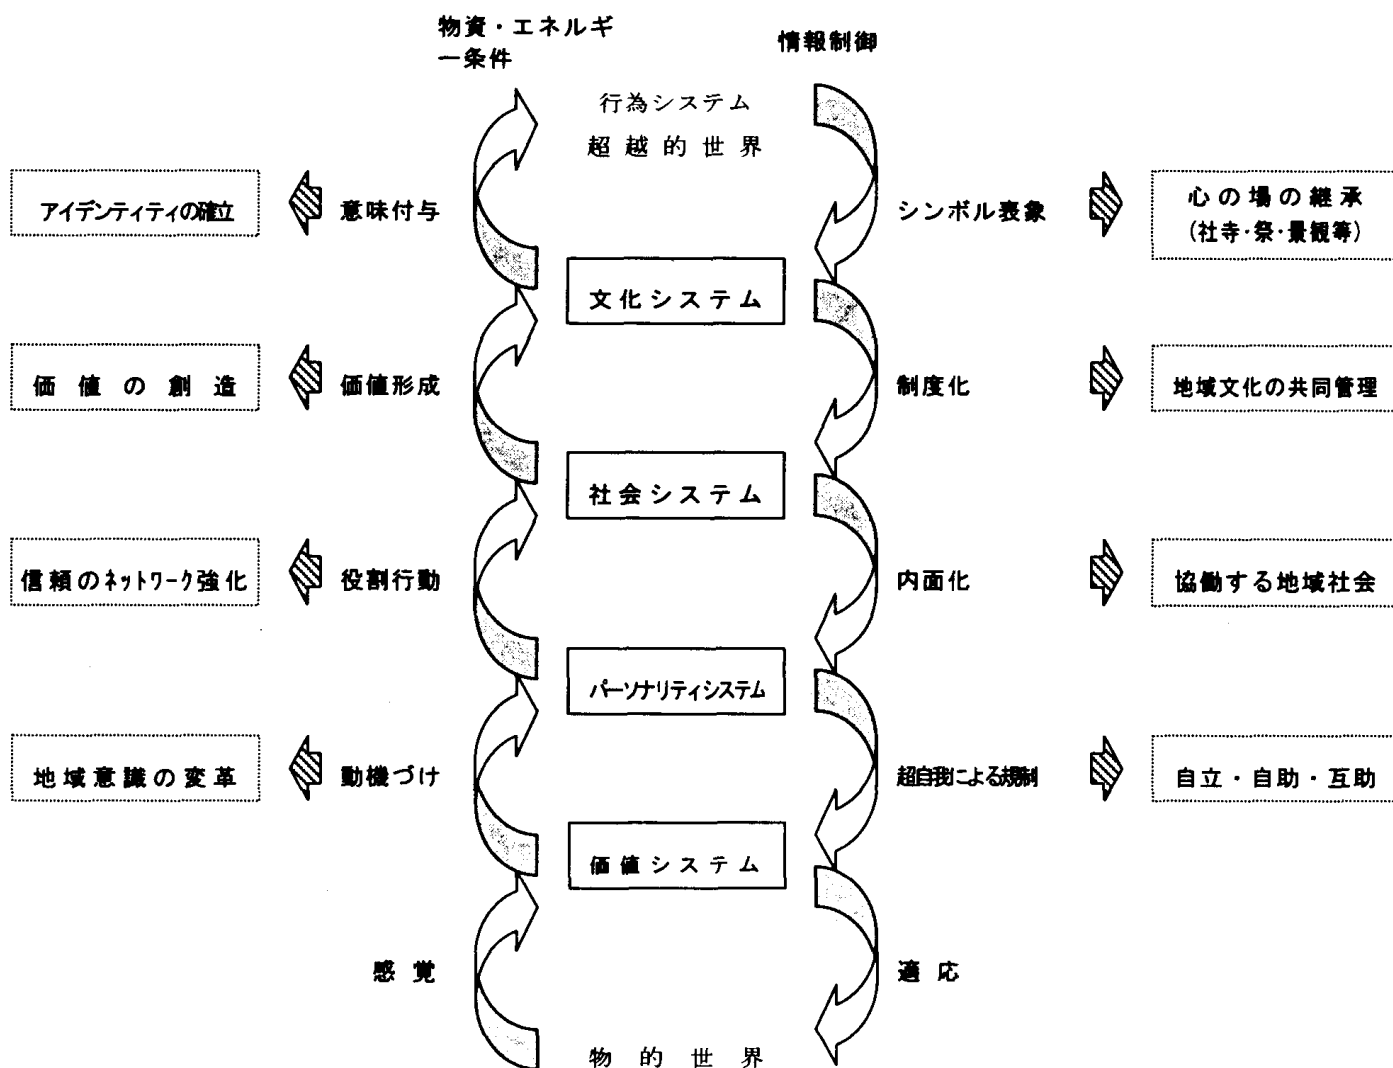 物資・エネルギ
ー条件
情報制御
行為システム
超越的世界
アイデンティティの確立
意味付与
シンボル表象
心の場の継承
(社寺・祭・景観等)
文化システム
価値の創造
価値形成
制度化
地域文化の共同管理
社会システム
信頼のネットワーク強化
役割行動
内面化
協働する地域社会
パーソナリティシステム
地域意識の変革
動機づけ
超自我による規制
自立・自助・互助
価値システム
感覚
適応
物的世界